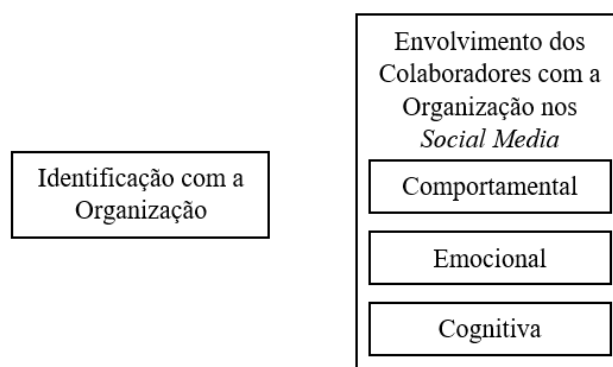 Identificação com a
Organização
Envolvimento dos
Colaboradores com a
Organização nos
Social Media
Comportamental
Emocional
Cognitiva